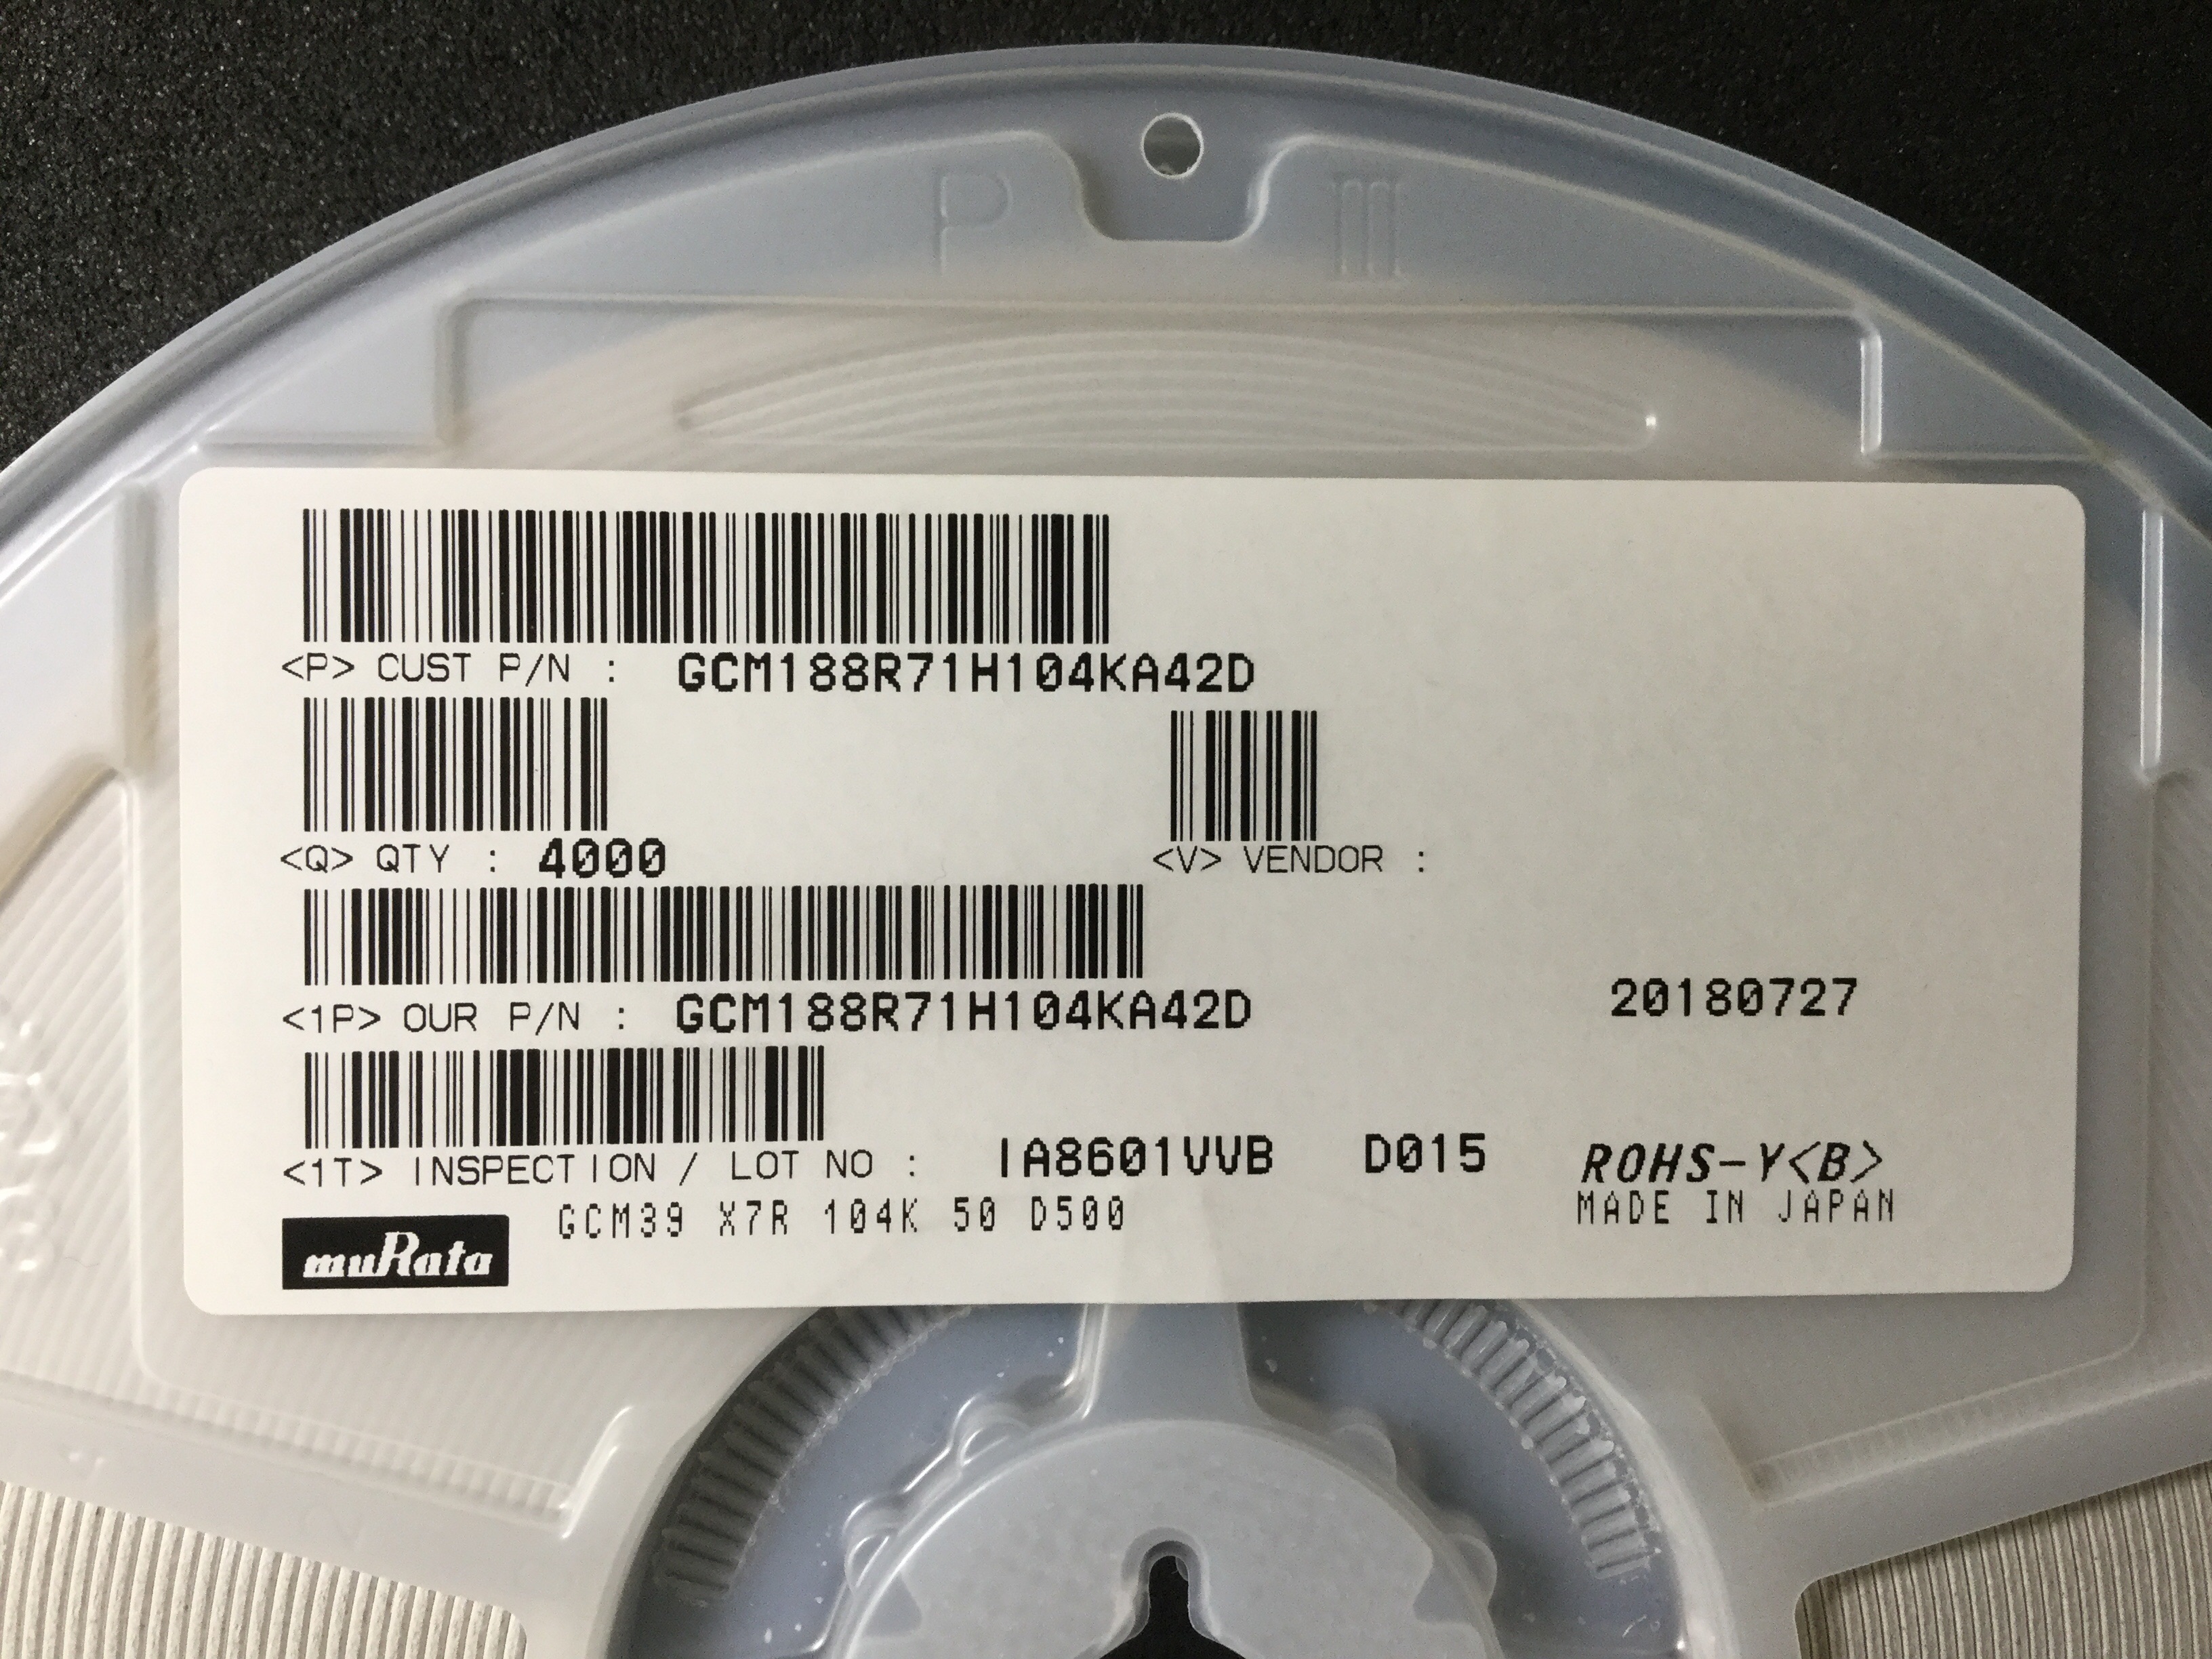 P III
<P> CUST P/N : GCM188R71H104KA42D
<Q> QTY : 4000 <V> VENDOR :
<1P> OUR P/N : GCM188R71H104KA42D 20180727
<1T> INSPECTION / LOT NO : IA8601VVB D015 ROHS-Y<B>
GCM39 X7R 104K 50 D500 MADE IN JAPAN
muRata